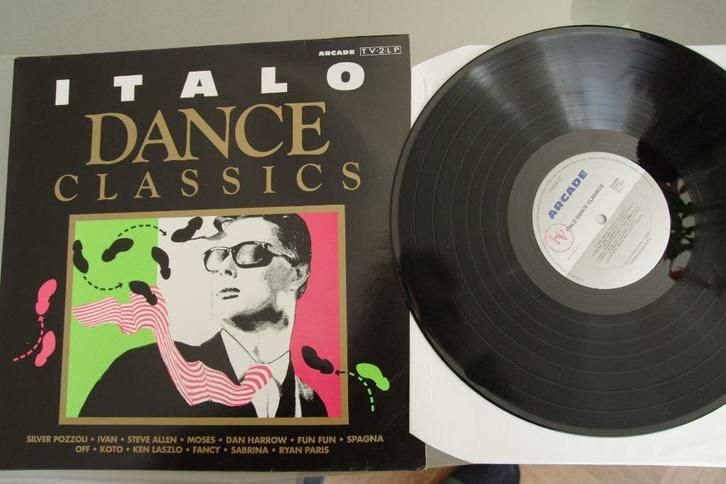 ARCADE TV·2·LP
ITALO
DANCE
CLASSICS
SILVER POZZOLI • IVAN • STEVE ALLEN • MOSES • DAN HARROW • FUN FUN • SPAGNA
OFF • KOTO • KEN LASZLO • FANCY • SABRINA • RYAN PARIS
ARCADE
ITALO DANCE CLASSICS